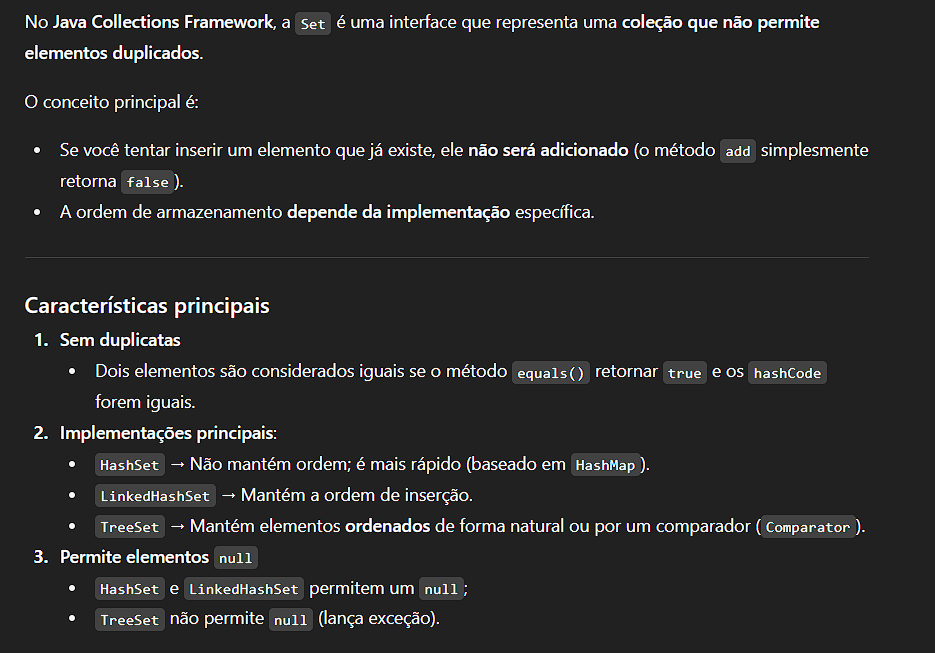 No Java Collections Framework, a Set é uma interface que representa uma coleção que não permite
elementos duplicados.
O conceito principal é:
• Se você tentar inserir um elemento que já existe, ele não será adicionado (o método add simplesmente
retorna false).
• A ordem de armazenamento depende da implementação específica.
Características principais
1. Sem duplicatas
• Dois elementos são considerados iguais se o método equals() retornar true e os hashCode
forem iguais.
2. Implementações principais:
• HashSet → Não mantém ordem; é mais rápido (baseado em HashMap).
• LinkedHashSet → Mantém a ordem de inserção.
• TreeSet → Mantém elementos ordenados de forma natural ou por um comparador (Comparator).
3. Permite elementos null
• HashSet e LinkedHashSet permitem um null;
• TreeSet não permite null (lança exceção).